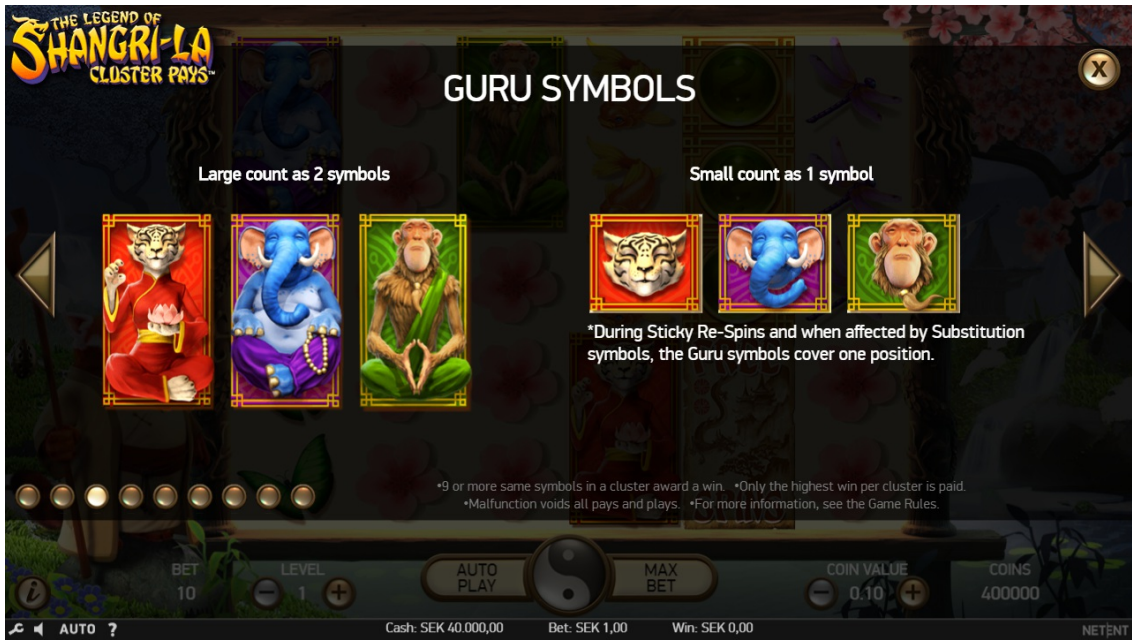 THE LEGEND OF
SHANGRI-LA
CLUSTER PAYS™
X
GURU SYMBOLS
Large count as 2 symbols
Small count as 1 symbol
*During Sticky Re-Spins and when affected by Substitution
symbols, the Guru symbols cover one position.
•9 or more same symbols in a cluster award a win. •Only the highest win per cluster is paid.
•Malfunction voids all pays and plays. •For more information, see the Game Rules.
BET
10
LEVEL
1
AUTO
PLAY
MAX
BET
COIN VALUE
0.10
COINS
400000
AUTO ?
Cash: SEK 40.000,00 Bet: SEK 1,00 Win: SEK 0,00
NETENT